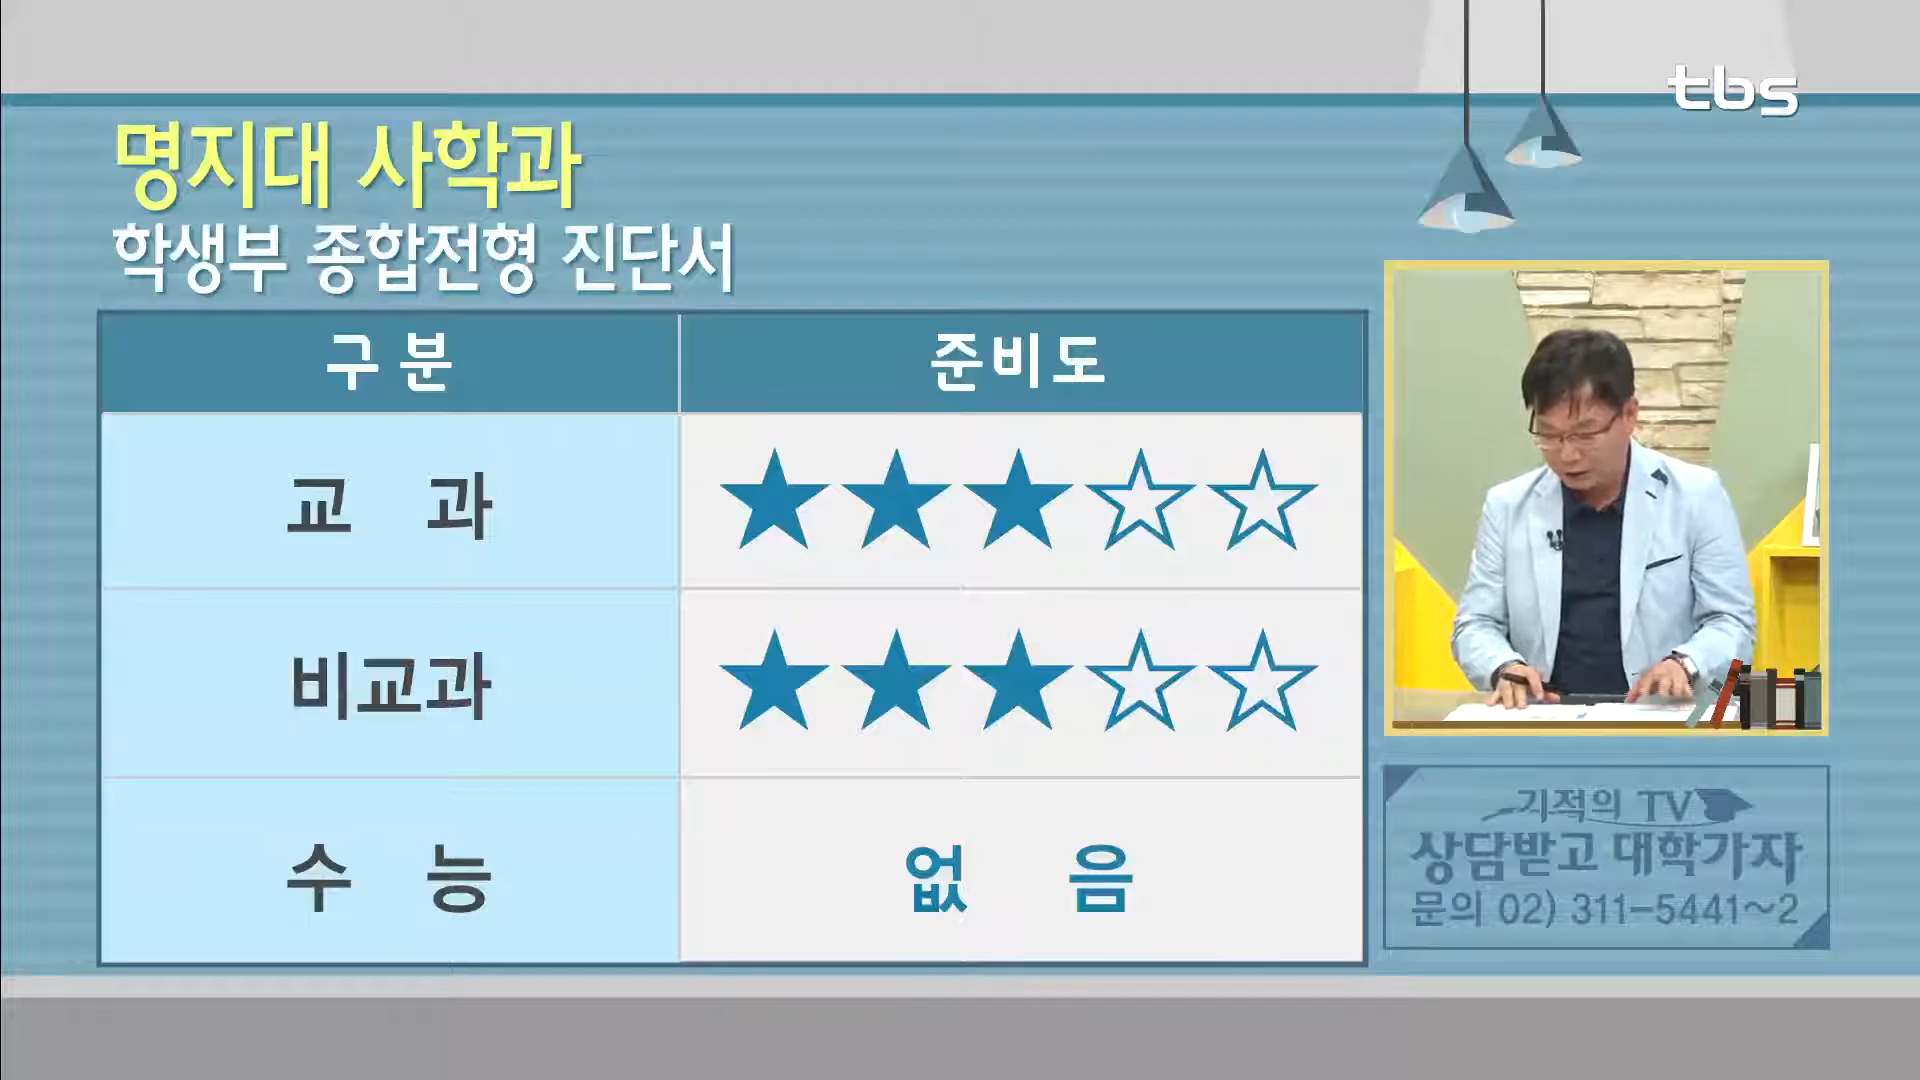 tbs
명지대 사학과
학생부 종합전형 진단서
구 분 준비도
교 과 ★★★☆☆
비교과 ★★★☆☆
수 능 없 음
기적의 TV
상담받고 대학가자
문의 02) 311-5441~2